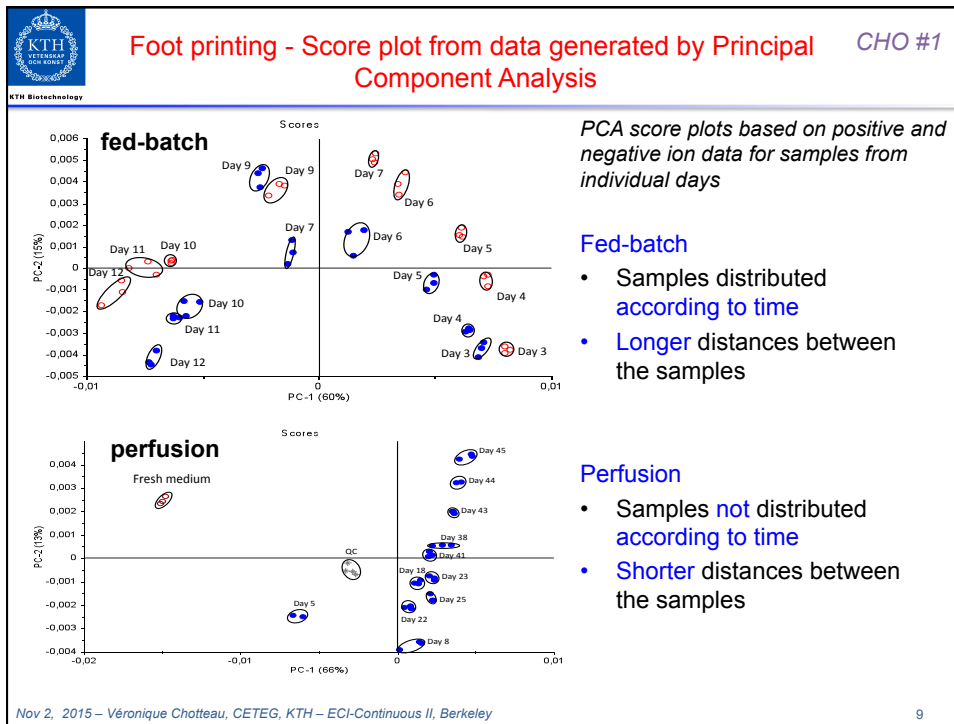 KTH
VETENSKAP
OCH KONST
KTH Biotechnology
Foot printing - Score plot from data generated by Principal
Component Analysis
CHO #1
Scores
fed-batch
0,006
0,005
0,004
0,003
0,002
0,001
0
-0,001
-0,002
-0,003
-0,004
-0,005
PC-2 (15%)
Day 9
Day 9
Day 7
Day 6
Day 7
Day 6
Day 5
Day 11
Day 10
Day 12
Day 5
Day 4
Day 10
Day 11
Day 4
Day 12
Day 3
Day 3
-0,01
0
0,01
PC-1 (60%)
Scores
perfusion
0,004
0,003
0,002
0,001
0
-0,001
-0,002
-0,003
-0,004
PC-2 (13%)
Fresh medium
Day 45
Day 44
Day 43
Day 38
QC
Day 41
Day 18
Day 23
Day 25
Day 5
Day 22
Day 8
-0,02
-0,01
0
0,01
PC-1 (66%)
PCA score plots based on positive and
negative ion data for samples from
individual days
Fed-batch
• Samples distributed
according to time
• Longer distances between
the samples
Perfusion
• Samples not distributed
according to time
• Shorter distances between
the samples
Nov 2, 2015 – Véronique Chotteau, CETEG, KTH – ECI-Continuous II, Berkeley
9